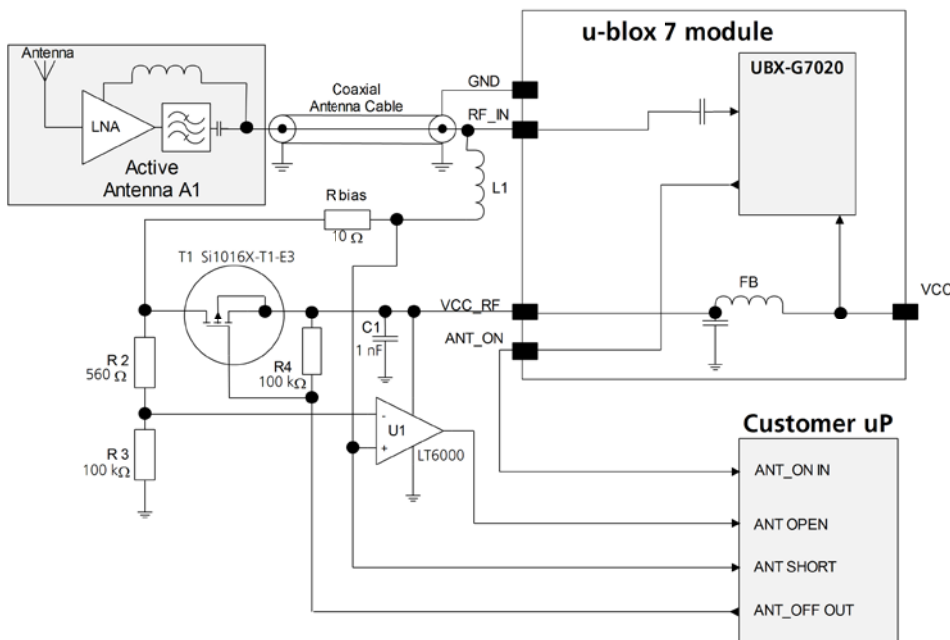 u-blox 7 module
Antenna
UBX-G7020
GND
Coaxial
Antenna Cable
RF_IN
LNA
Active
Antenna A1
L1
Rbias
10 Ω
T1 Si1016X-T1-E3
FB
VCC
VCC_RF
C1
1 nF
ANT_ON
R 2
560 Ω
R4
100 kΩ
Customer uP
-
U1
+
LT6000
R 3
100 kΩ
ANT_ON IN
ANT OPEN
ANT SHORT
ANT_OFF OUT